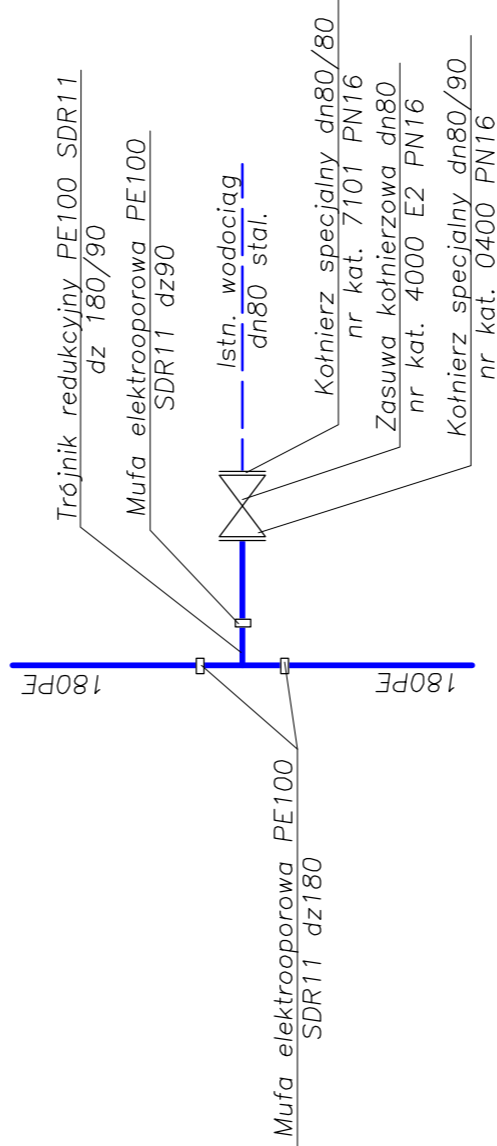 Trójnik redukcyjny PE100 SDR11
dz 180/90
Mufa elektrooporowa PE100
SDR11 dz90
Istn. wodociąg
dn80 stal.
Kołnierz specjalny dn80/80
nr kat. 7101 PN16
Zasuwa kołnierzowa dn80
nr kat. 4000 E2 PN16
Kołnierz specjalny dn80/90
nr kat. 0400 PN16
180PE
180PE
Mufa elektrooporowa PE100
SDR11 dz180